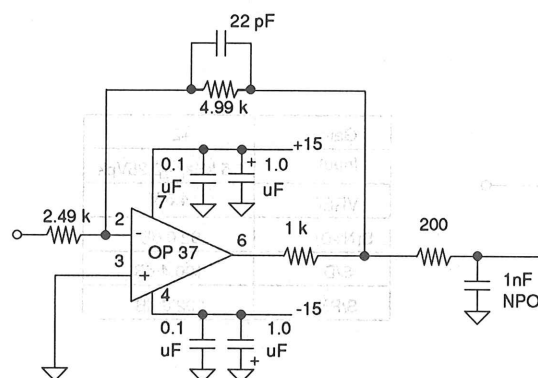 22 pF
4.99 k
+15
0.1
uF
+
1.0
uF
7
2.49 k
2
-
OP 37
3
+
6
1 k
200
4
1nF
NPO
-15
0.1
uF
1.0
uF
+